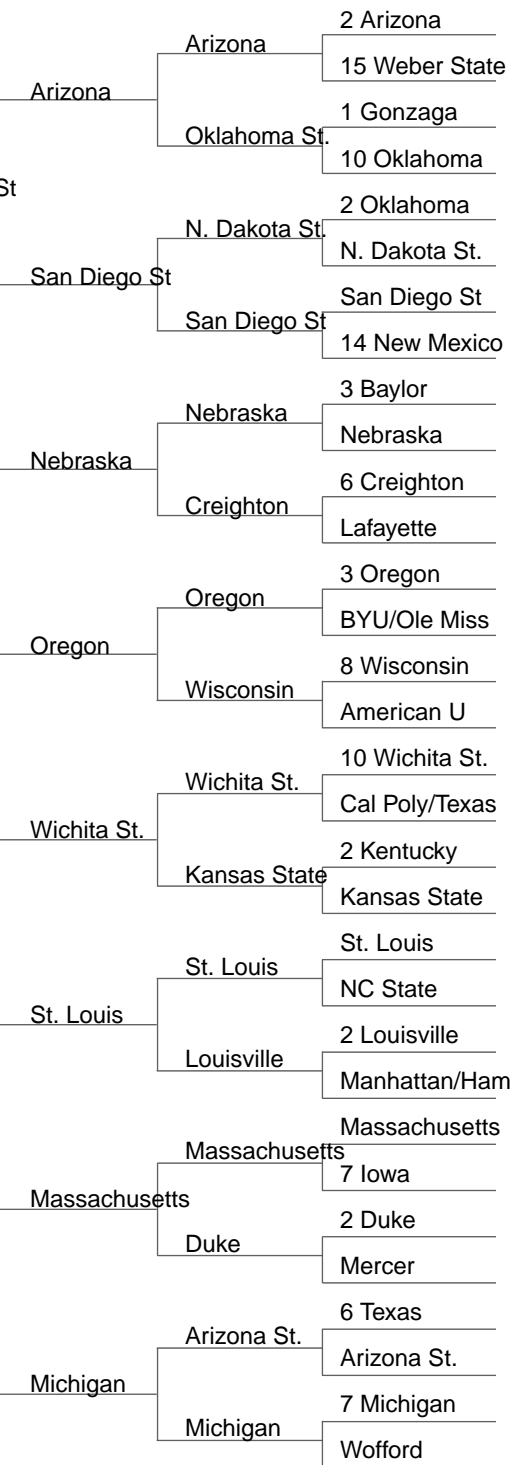 2 Arizona
Arizona
15 Weber State
Arizona
1 Gonzaga
Oklahoma St.
10 Oklahoma
St
2 Oklahoma
N. Dakota St.
N. Dakota St.
San Diego St
San Diego St
San Diego St
14 New Mexico
3 Baylor
Nebraska
Nebraska
Nebraska
6 Creighton
Creighton
Lafayette
3 Oregon
Oregon
BYU/Ole Miss
Oregon
8 Wisconsin
Wisconsin
American U
10 Wichita St.
Wichita St.
Cal Poly/Texas
Wichita St.
2 Kentucky
Kansas State
Kansas State
St. Louis
St. Louis
NC State
St. Louis
2 Louisville
Louisville
Manhattan/Ham
Massachusetts
Massachusetts
7 Iowa
Massachusetts
2 Duke
Duke
Mercer
6 Texas
Arizona St.
Arizona St.
Michigan
7 Michigan
Michigan
Wofford